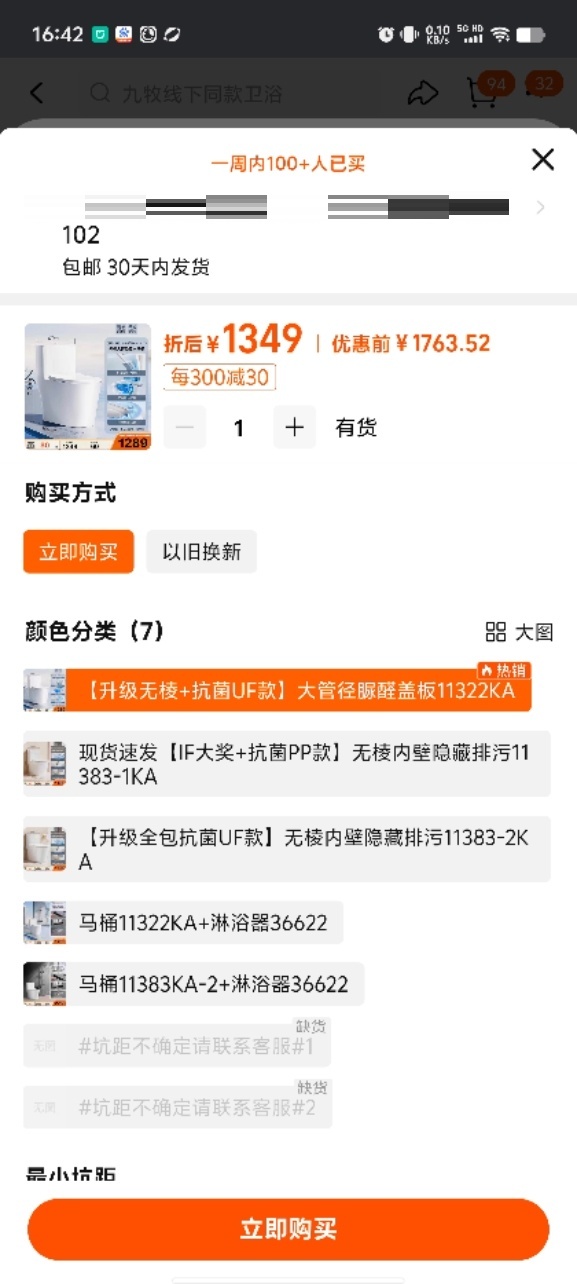 16:42
0.10
KB/s
5G HD
九牧线下同款卫浴
94
32
一周内100+人已买
102
包邮 30天内发货
折后￥1349 | 优惠前￥1763.52
每300减30
1289
1
有货
购买方式
立即购买
以旧换新
颜色分类（7）
大图
热销
【升级无棱+抗菌UF款】大管径脲醛盖板11322KA
现货速发【IF大奖+抗菌PP款】无棱内壁隐藏排污11
383-1KA
【升级全包抗菌UF款】无棱内壁隐藏排污11383-2K
A
马桶11322KA+淋浴器36622
马桶11383KA-2+淋浴器36622
缺货
无图
#坑距不确定请联系客服#1
缺货
无图
#坑距不确定请联系客服#2
最小坑距
立即购买